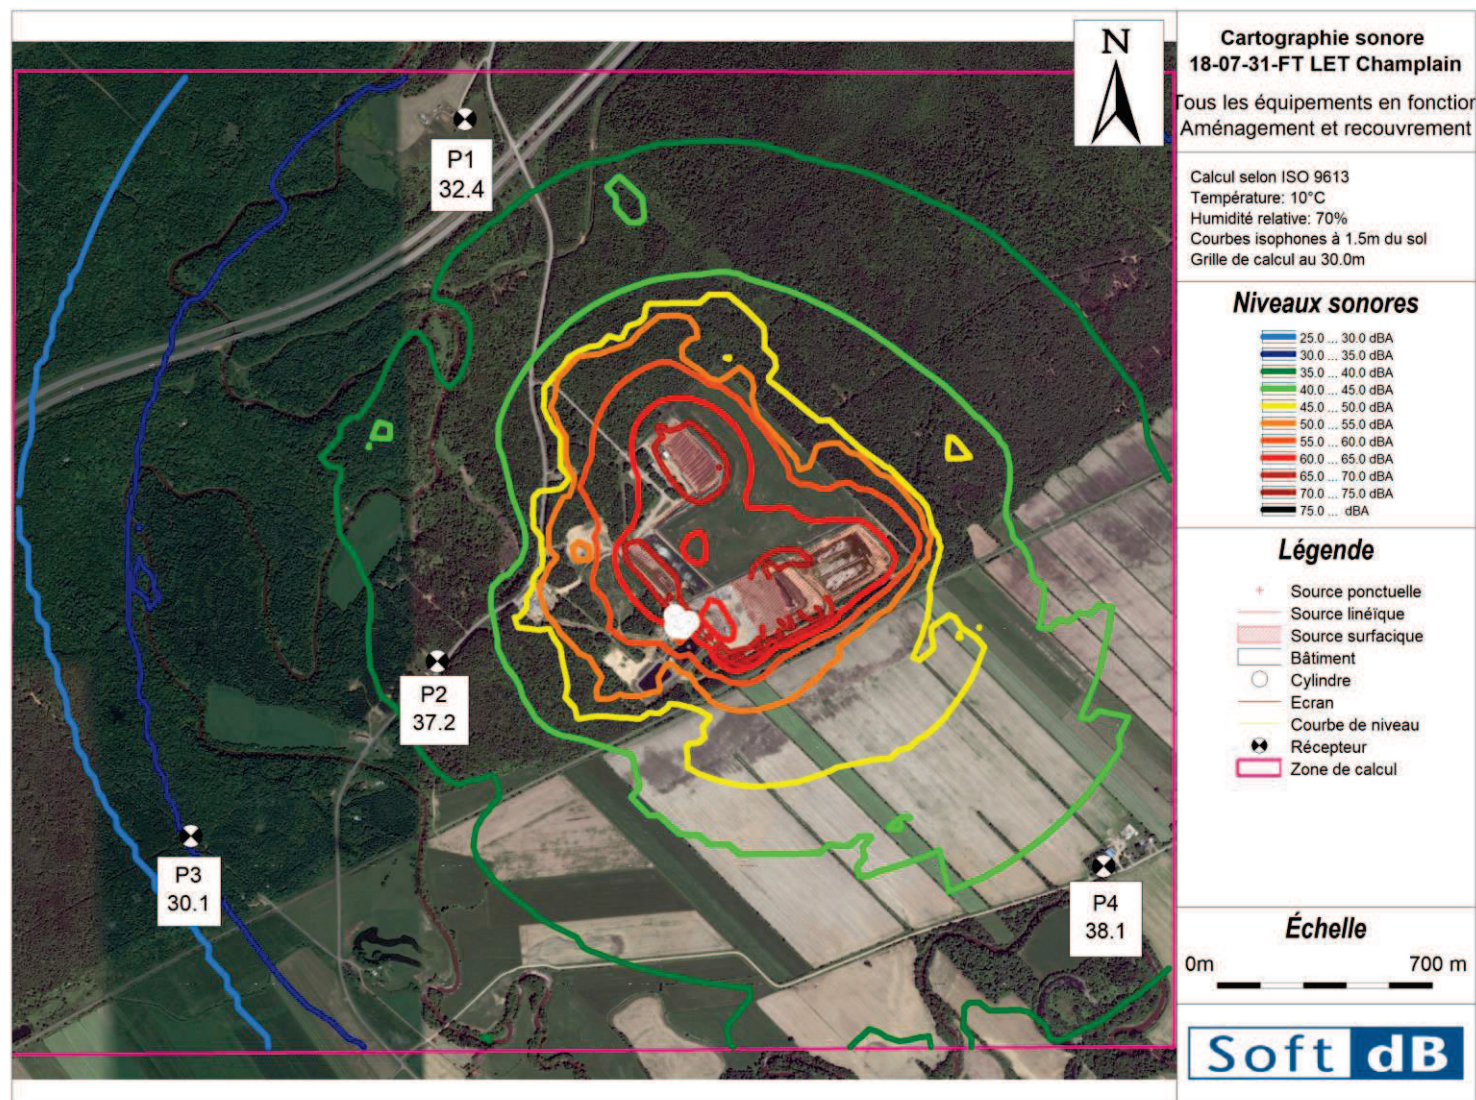 N
P1
32.4
P2
37.2
P3
30.1
P4
38.1
Cartographie sonore
18-07-31-FT LET Champlain
Tous les équipements en fonction
Aménagement et recouvrement
Calcul selon ISO 9613
Température: 10°C
Humidité relative: 70%
Courbes isophones à 1.5m du sol
Grille de calcul au 30.0m
Niveaux sonores
25.0 ... 30.0 dBA
30.0 ... 35.0 dBA
35.0 ... 40.0 dBA
40.0 ... 45.0 dBA
45.0 ... 50.0 dBA
50.0 ... 55.0 dBA
55.0 ... 60.0 dBA
60.0 ... 65.0 dBA
65.0 ... 70.0 dBA
70.0 ... 75.0 dBA
75.0 ... dBA
Légende
Source ponctuelle
Source linéïque
Source surfacique
Bâtiment
Cylindre
Ecran
Courbe de niveau
Récepteur
Zone de calcul
Échelle
0m 700 m
Soft dB